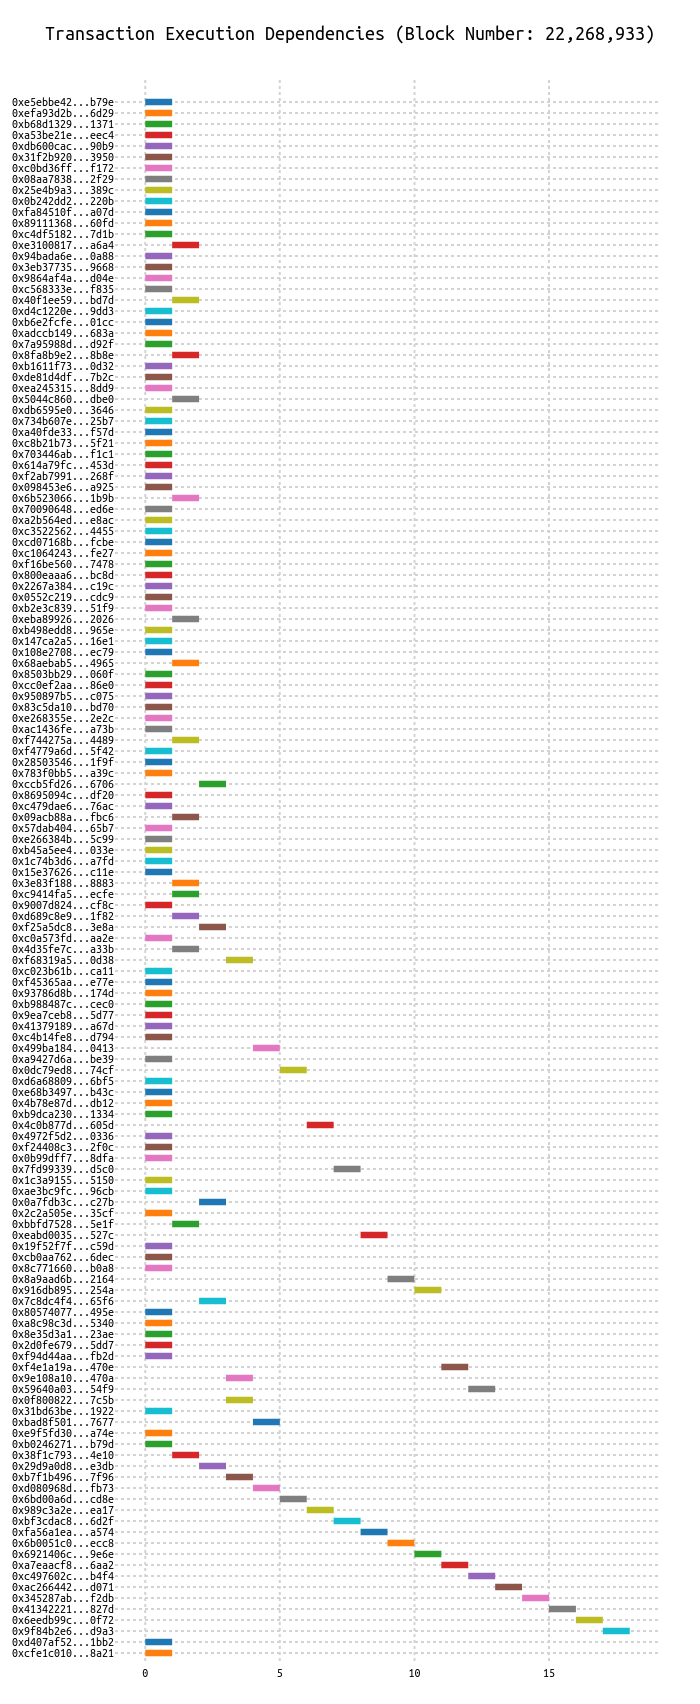 Transaction Execution Dependencies (Block Number: 22,268,933)
0xe5ebbe42...b79e
0xefa93d2b...6d29
0xb68d1329...1371
0xa53be21e...eec4
0xdb600cac...90b9
0x31f2b920...3950
0xc0bd36ff...f172
0x08aa7838...2f29
0x25e4b9a3...389c
0x0b242dd2...220b
0xfa84510f...a07d
0x89111368...60fd
0xc4df5182...7d1b
0xe3100817...a6a4
0x94bada6e...0a88
0x3eb37735...9668
0x9864af4a...d04e
0xc568333e...f835
0x40f1ee59...bd7d
0xd4c1220e...9dd3
0xb6e2fcfe...01cc
0xadccb149...683a
0x7a95988d...d92f
0x8fa8b9e2...8b8e
0xb1611f73...0d32
0xde81d4df...7b2c
0xea245315...8dd9
0x5044c860...dbe0
0xdb6595e0...3646
0x734b607e...25b7
0xa40fde33...f57d
0xc8b21b73...5f21
0x703446ab...f1c1
0x614a79fc...453d
0xf2ab7991...268f
0x098453e6...a925
0x6b523066...1b9b
0x70090648...ed6e
0xa2b564ed...e8ac
0xc3522562...4455
0xcd07168b...fcbe
0xc1064243...fe27
0xf16be560...7478
0x800eaaa6...bc8d
0x2267a384...c19c
0x0552c219...cdc9
0xb2e3c839...51f9
0xeba89926...2026
0xb498edd8...965e
0x147ca2a5...16e1
0x108e2708...ec79
0x68aebab5...4965
0x8503bb29...060f
0xcc0ef2aa...86e0
0x950897b5...c075
0x83c5da10...bd70
0xe268355e...2e2c
0xac1436fe...a73b
0xf744275a...4489
0xf4779a6d...5f42
0x28503546...1f9f
0x783f0bb5...a39c
0xccb5fd26...6706
0x8695094c...df20
0xc479dae6...76ac
0x09acb88a...fbc6
0x57dab404...65b7
0xe266384b...5c99
0xb45a5ee4...033e
0x1c74b3d6...a7fd
0x15e37626...c11e
0x3e83f188...8883
0xc9414fa5...ecfe
0x9007d824...cf8c
0xd689c8e9...1f82
0xf25a5dc8...3e8a
0xc0a573fd...aa2e
0x4d35fe7c...a33b
0xf68319a5...0d38
0xc023b61b...ca11
0xf45365aa...e77e
0x93786d8b...174d
0xb988487c...cec0
0x9ea7ceb8...5d77
0x41379189...a67d
0xc4b14fe8...d794
0x499ba184...0413
0xa9427d6a...be39
0x0dc79ed8...74cf
0xd6a68809...6bf5
0xe68b3497...b43c
0x4b78e87d...db12
0xb9dca230...1334
0x4c0b877d...605d
0x4972f5d2...0336
0xf24408c3...2f0c
0x0b99dff7...8dfa
0x7fd99339...d5c0
0x1c3a9155...5150
0xae3bc9fc...96cb
0x0a7fdb3c...c27b
0x2c2a505e...35cf
0xbbfd7528...5e1f
0xeabd0035...527c
0x19f52f7f...c59d
0xcb0aa762...6dec
0x8c771660...b0a8
0x8a9aad6b...2164
0x916db895...254a
0x7c8dc4f4...65f6
0x80574077...495e
0xa8c98c3d...5340
0x8e35d3a1...23ae
0x2d0fe679...5dd7
0xf94d44aa...fb2d
0xf4e1a19a...470e
0x9e108a10...470a
0x59640a03...54f9
0x0f800822...7c5b
0x31bd63be...1922
0xbad8f501...7677
0xe9f5fd30...a74e
0xb0246271...b79d
0x38f1c793...4e10
0x29d9a0d8...e3db
0xb7f1b496...7f96
0xd080968d...fb73
0x6bd00a6d...cd8e
0x989c3a2e...ea17
0xbf3cdac8...6d2f
0xfa56a1ea...a574
0x6b0051c0...ecc8
0x6921406c...9e6e
0xa7eaacf8...6aa2
0xc497602c...b4f4
0xac266442...d071
0x345287ab...f2db
0x41342221...827d
0x6eedb99c...0f72
0x9f84b2e6...d9a3
0xd407af52...1bb2
0xcfe1c010...8a21
0 5 10 15